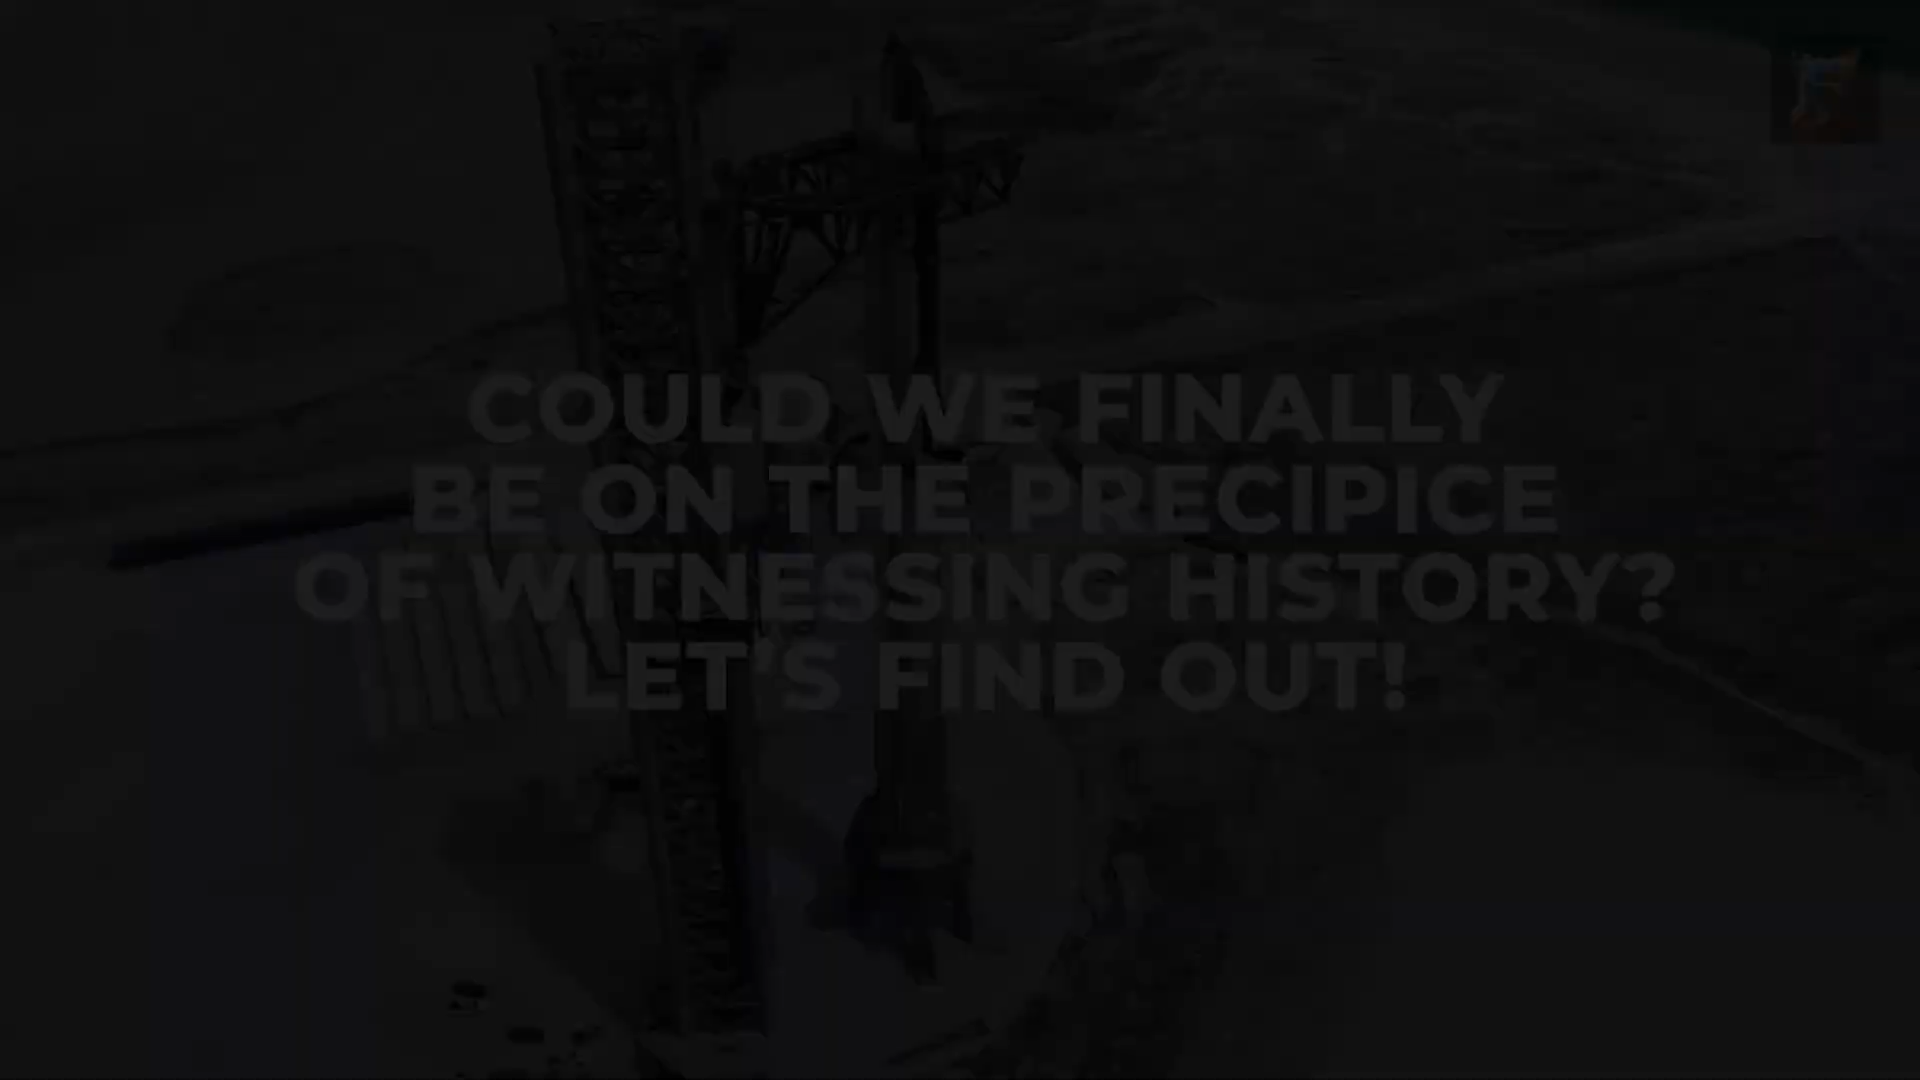 COULD WE FINALLY
BE ON THE PRECIPICE
OF WITNESSING HISTORY?
LET'S FIND OUT!